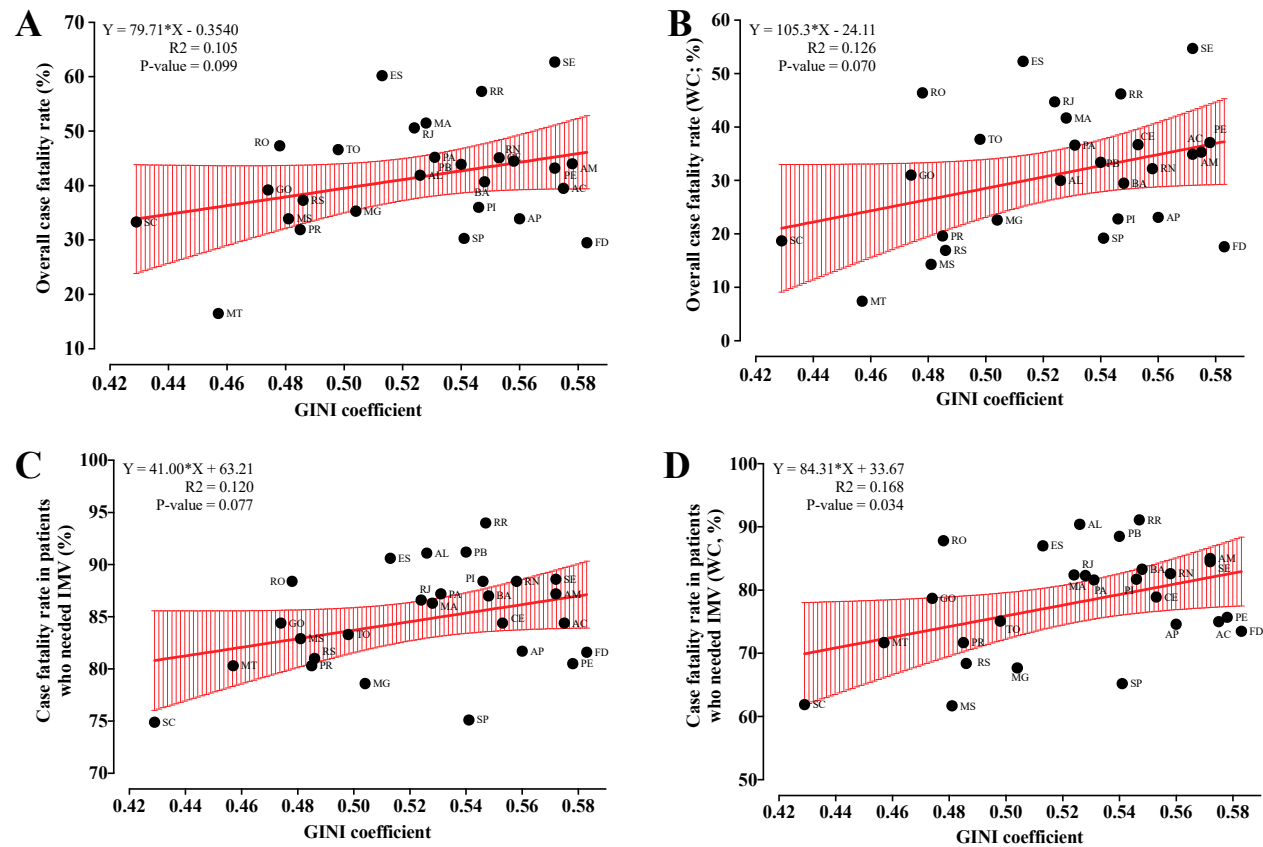 A
Y = 79.71*X - 0.3540
R2 = 0.105
P-value = 0.099
Overall case fatality rate (%)
70
60
50
40
30
20
10
SE
ES
RR
MA
RJ
RO
TO
PA
RN
PB
AL
AM
PE
GO
BA
AC
RS
PI
MG
MS
AP
SC
PR
SP
FD
MT
0.42 0.44 0.46 0.48 0.50 0.52 0.54 0.56 0.58
GINI coefficient
B
Y = 105.3*X - 24.11
R2 = 0.126
P-value = 0.070
Overall case fatality rate (WC; %)
60
50
40
30
20
10
0
SE
ES
RO
RR
RJ
MA
TO
PE
CE
AC
PA
AM
PB
RN
GO
AL
BA
MG
PI
AP
PR
SP
SC
FD
RS
MS
MT
0.42 0.44 0.46 0.48 0.50 0.52 0.54 0.56 0.58
GINI coefficient
C
Y = 41.00*X + 63.21
R2 = 0.120
P-value = 0.077
Case fatality rate in patients
who needed IMV (%)
100
95
90
85
80
75
70
RR
AL
PB
ES
RO
PI
RN
SE
RJ
PA
BA
AM
MA
GO
CE
AC
MS
TO
RS
AP
FD
MT
PR
PE
MG
SP
SC
0.42 0.44 0.46 0.48 0.50 0.52 0.54 0.56 0.58
GINI coefficient
D
Y = 84.31*X + 33.67
R2 = 0.168
P-value = 0.034
Case fatality rate in patients
who needed IMV (WC, %)
100
90
80
70
60
50
RR
AL
PB
RO
ES
AM
SE
BA
RN
RJ
MA
PA
PI
GO
CE
TO
PE
AP
AC
FD
MT
PR
RS
MG
SP
SC
MS
0.42 0.44 0.46 0.48 0.50 0.52 0.54 0.56 0.58
GINI coefficient